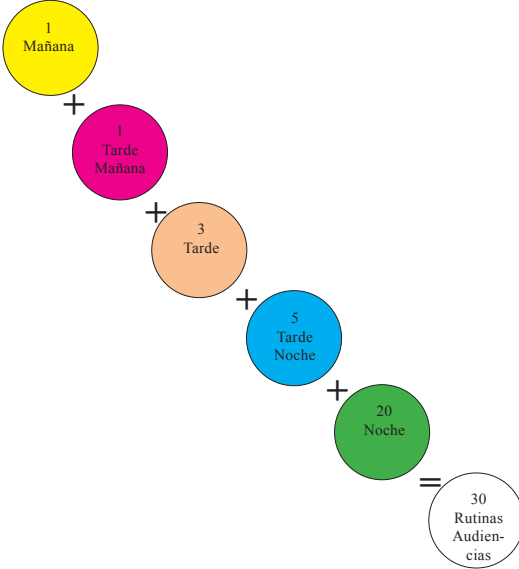 1
Mañana
+
1
Tarde
Mañana
+
3
Tarde
+
5
Tarde
Noche
+
20
Noche
=
30
Rutinas
Audien-
cias